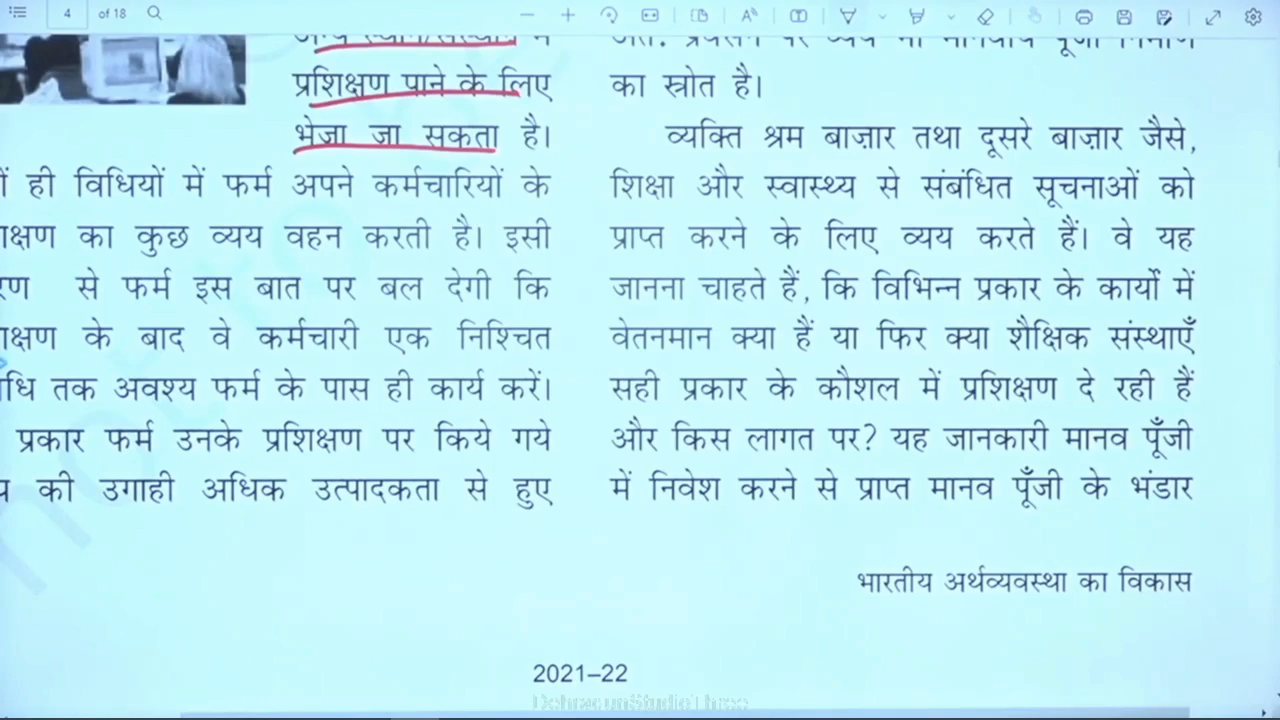 4 of 18
प्रशिक्षण पाने के लिए
भेजा जा सकता है।
ही विधियों में फर्म अपने कर्मचारियों के
का कुछ व्यय वहन करती है। इसी
से फर्म इस बात पर बल देगी कि
के बाद वे कर्मचारी एक निश्चित
तक अवश्य फर्म के पास ही कार्य करें।
प्रकार फर्म उनके प्रशिक्षण पर किये गये
की उगाही अधिक उत्पादकता से हुए
का स्त्रोत है।
व्यक्ति श्रम बाज़ार तथा दूसरे बाज़ार जैसे,
शिक्षा और स्वास्थ्य से संबंधित सूचनाओं को
प्राप्त करने के लिए व्यय करते हैं। वे यह
जानना चाहते हैं, कि विभिन्न प्रकार के कार्यो में
वेतनमान क्या हैं या फिर क्या शैक्षिक संस्थाएँ
सही प्रकार के कौशल में प्रशिक्षण दे रही हैं
और किस लागत पर? यह जानकारी मानव पूँजी
में निवेश करने से प्राप्त मानव पूँजी के भंडार
भारतीय अर्थव्यवस्था का विकास
2021–22